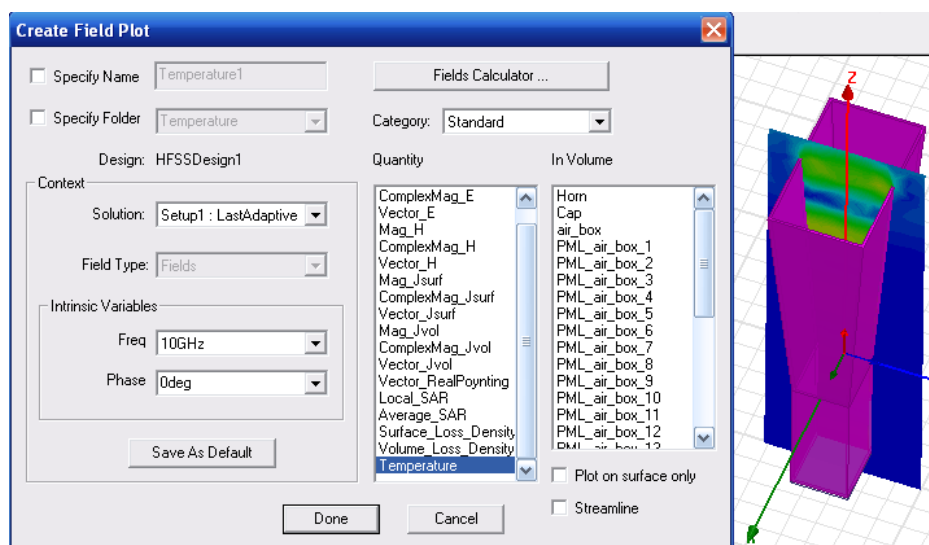 Create Field Plot
Specify Name Temperature1 Fields Calculator ...
Specify Folder Temperature Category: Standard
Design: HFSSDesign1 Quantity In Volume
Context
Solution: Setup1 : LastAdaptive
Field Type: Fields
Intrinsic Variables
Freq 10GHz
Phase 0deg
Save As Default
ComplexMag_E
Vector_E
Mag_H
ComplexMag_H
Vector_H
Mag_Jsurf
ComplexMag_Jsurf
Vector_Jsurf
Mag_Jvol
ComplexMag_Jvol
Vector_Jvol
Vector_RealPoynting
Local_SAR
Average_SAR
Surface_Loss_Density
Volume_Loss_Density
Temperature
Horn
Cap
air_box
PML_air_box_1
PML_air_box_2
PML_air_box_3
PML_air_box_4
PML_air_box_5
PML_air_box_6
PML_air_box_7
PML_air_box_8
PML_air_box_9
PML_air_box_10
PML_air_box_11
PML_air_box_12
PML_air_box_13
Plot on surface only
Streamline
Done Cancel
Z